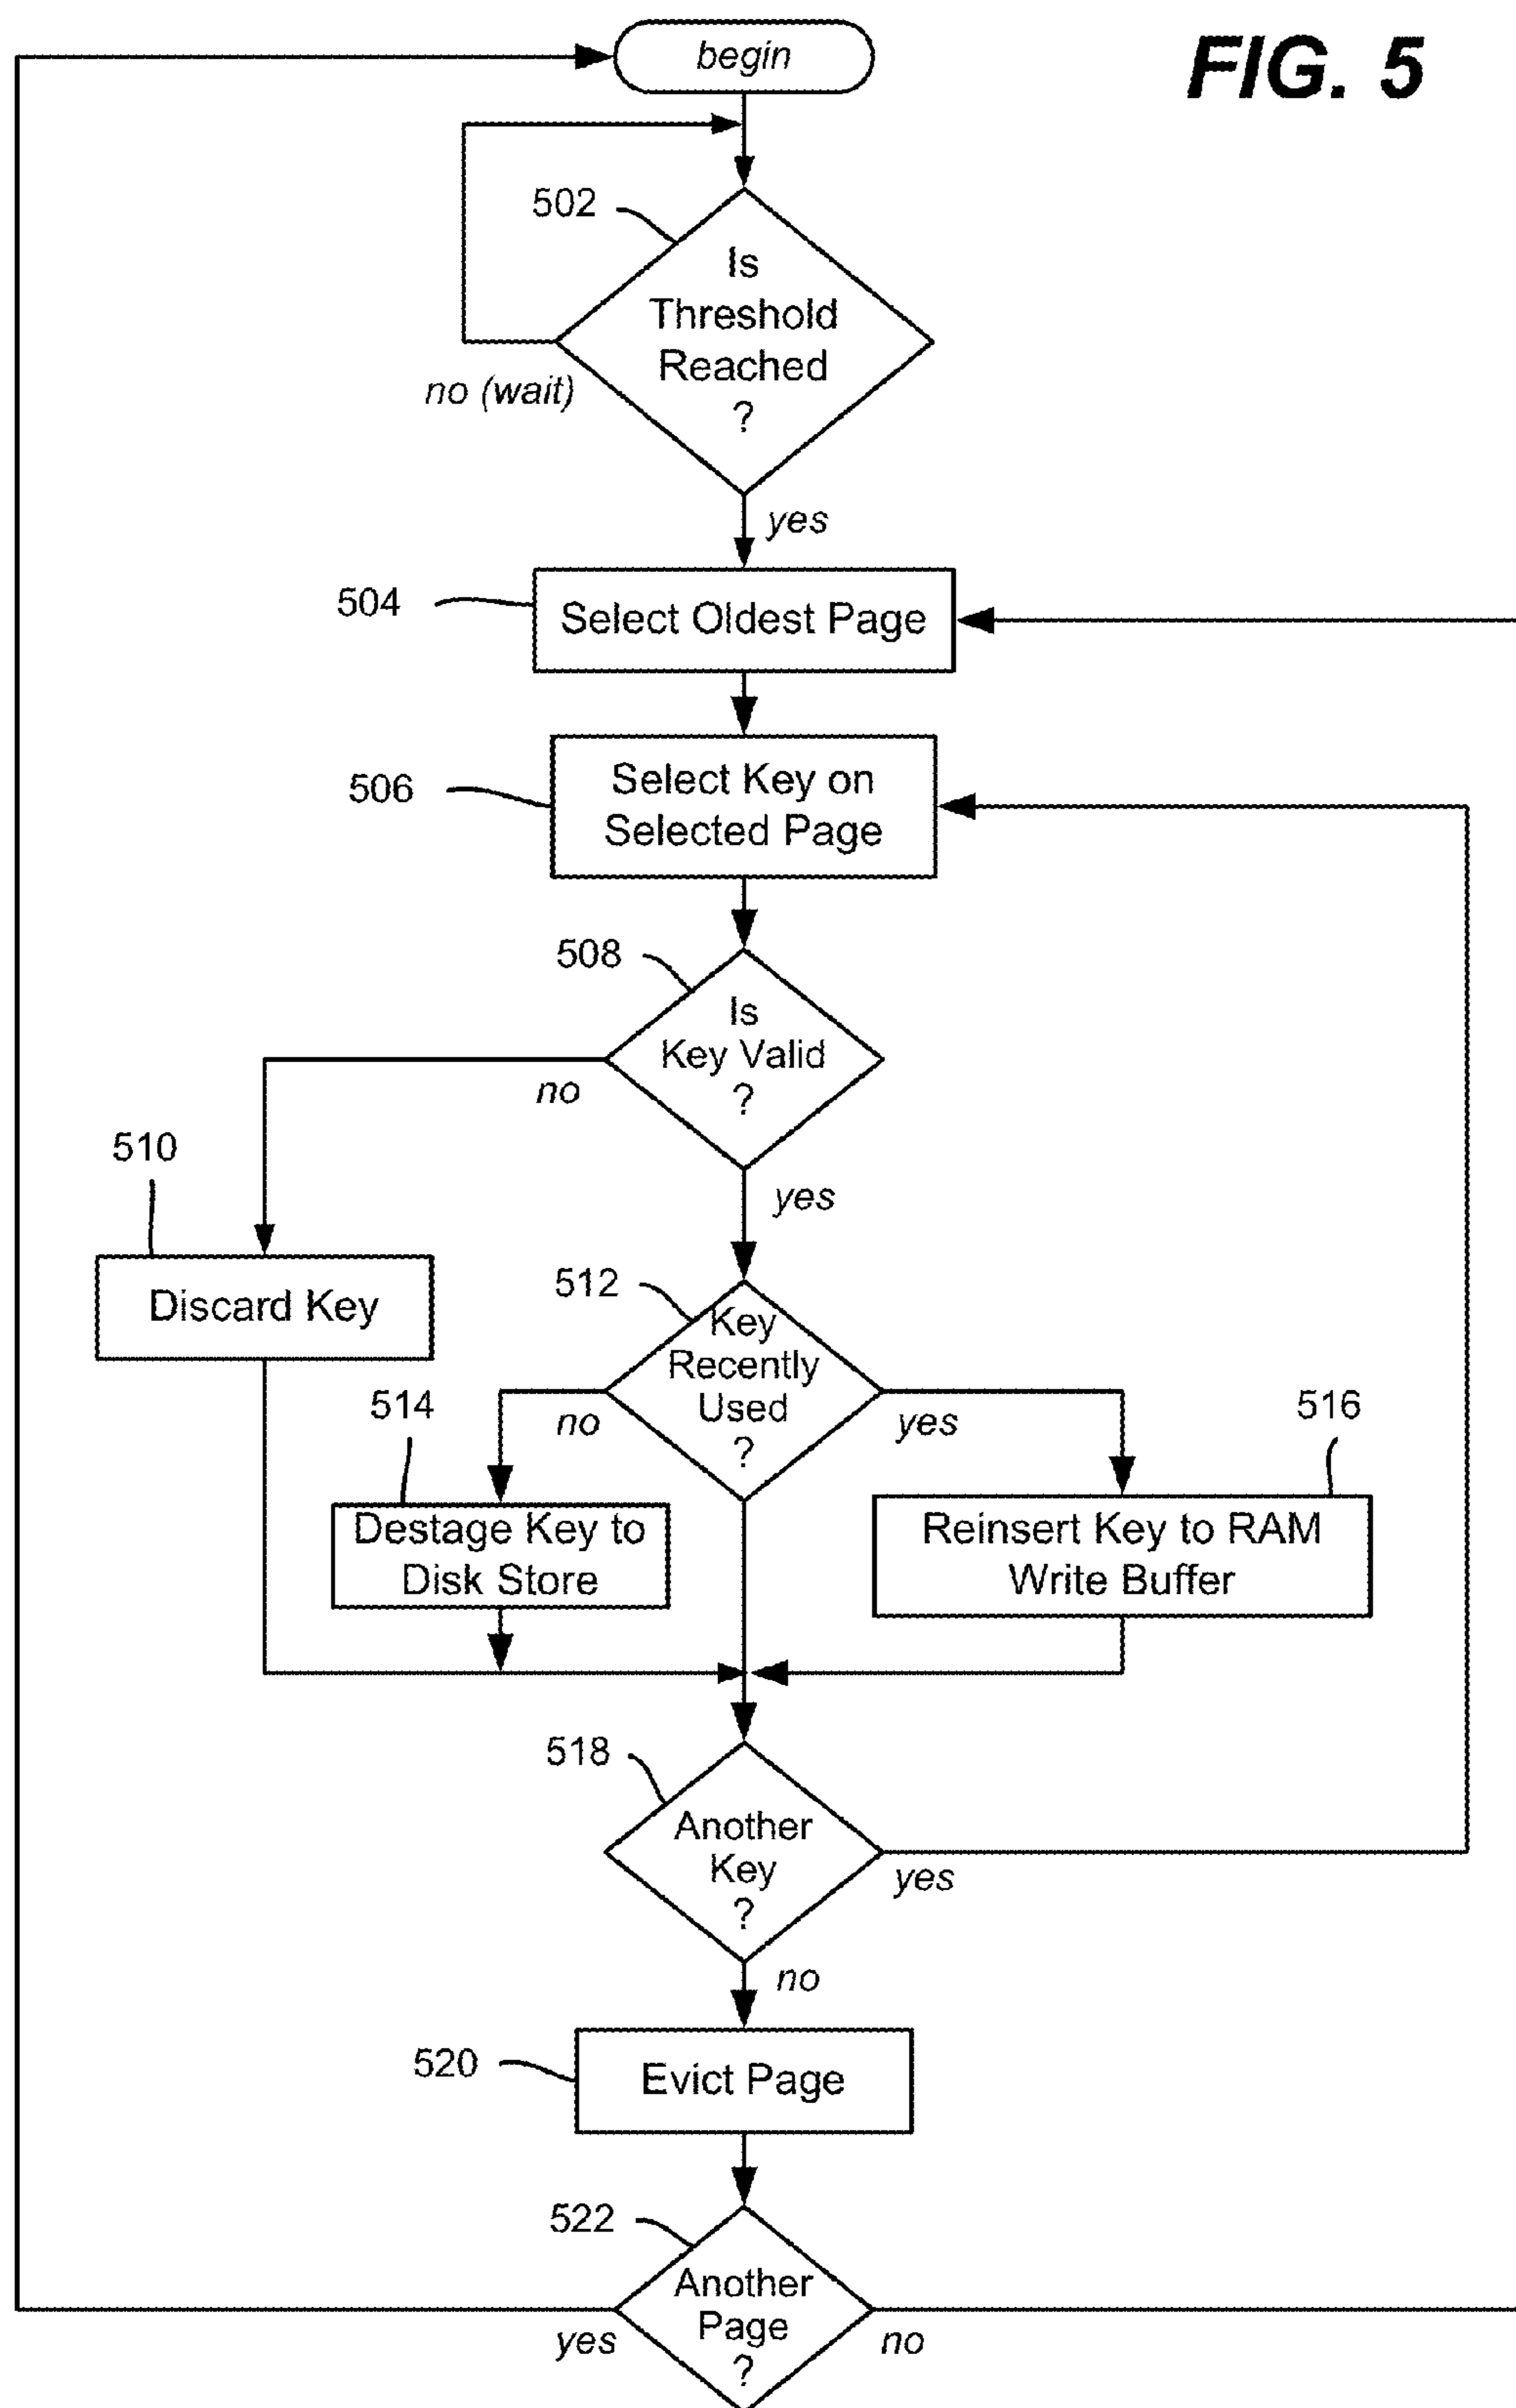 FIG. 5
begin
502
Is
Threshold
Reached
?
no (wait)
yes
504
Select Oldest Page
506
Select Key on
Selected Page
508
Is
Key Valid
?
no
yes
510
Discard Key
512
Key
Recently
Used
?
no
yes
514
Destage Key to
Disk Store
516
Reinsert Key to RAM
Write Buffer
518
Another
Key
?
yes
no
520
Evict Page
522
Another
Page
?
yes
no